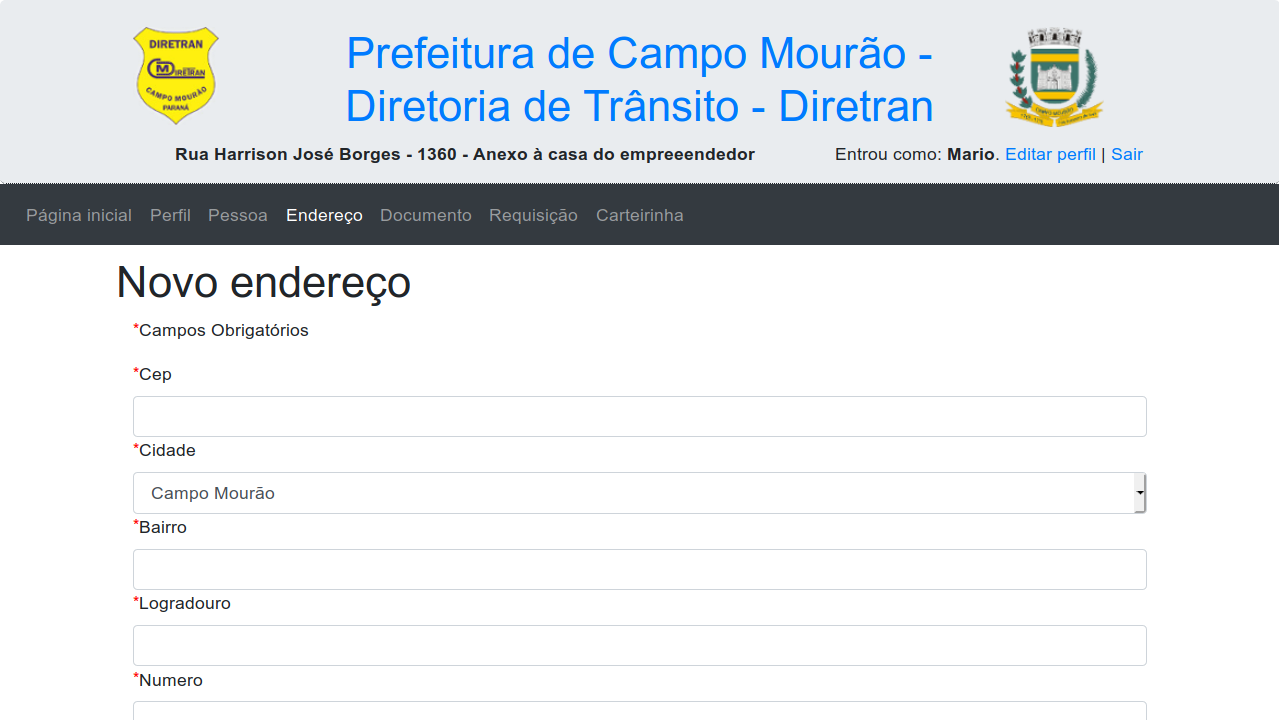 DIRETRAN
DIRETRAN
CAMPO MOURÃO
PARANÁ
Prefeitura de Campo Mourão -
Diretoria de Trânsito - Diretran
Rua Harrison José Borges - 1360 - Anexo à casa do empreeendedor
Entrou como: Mario. Editar perfil | Sair
Página inicial Perfil Pessoa Endereço Documento Requisição Carteirinha
Novo endereço
*Campos Obrigatórios
*Cep
*Cidade
Campo Mourão
*Bairro
*Logradouro
*Numero